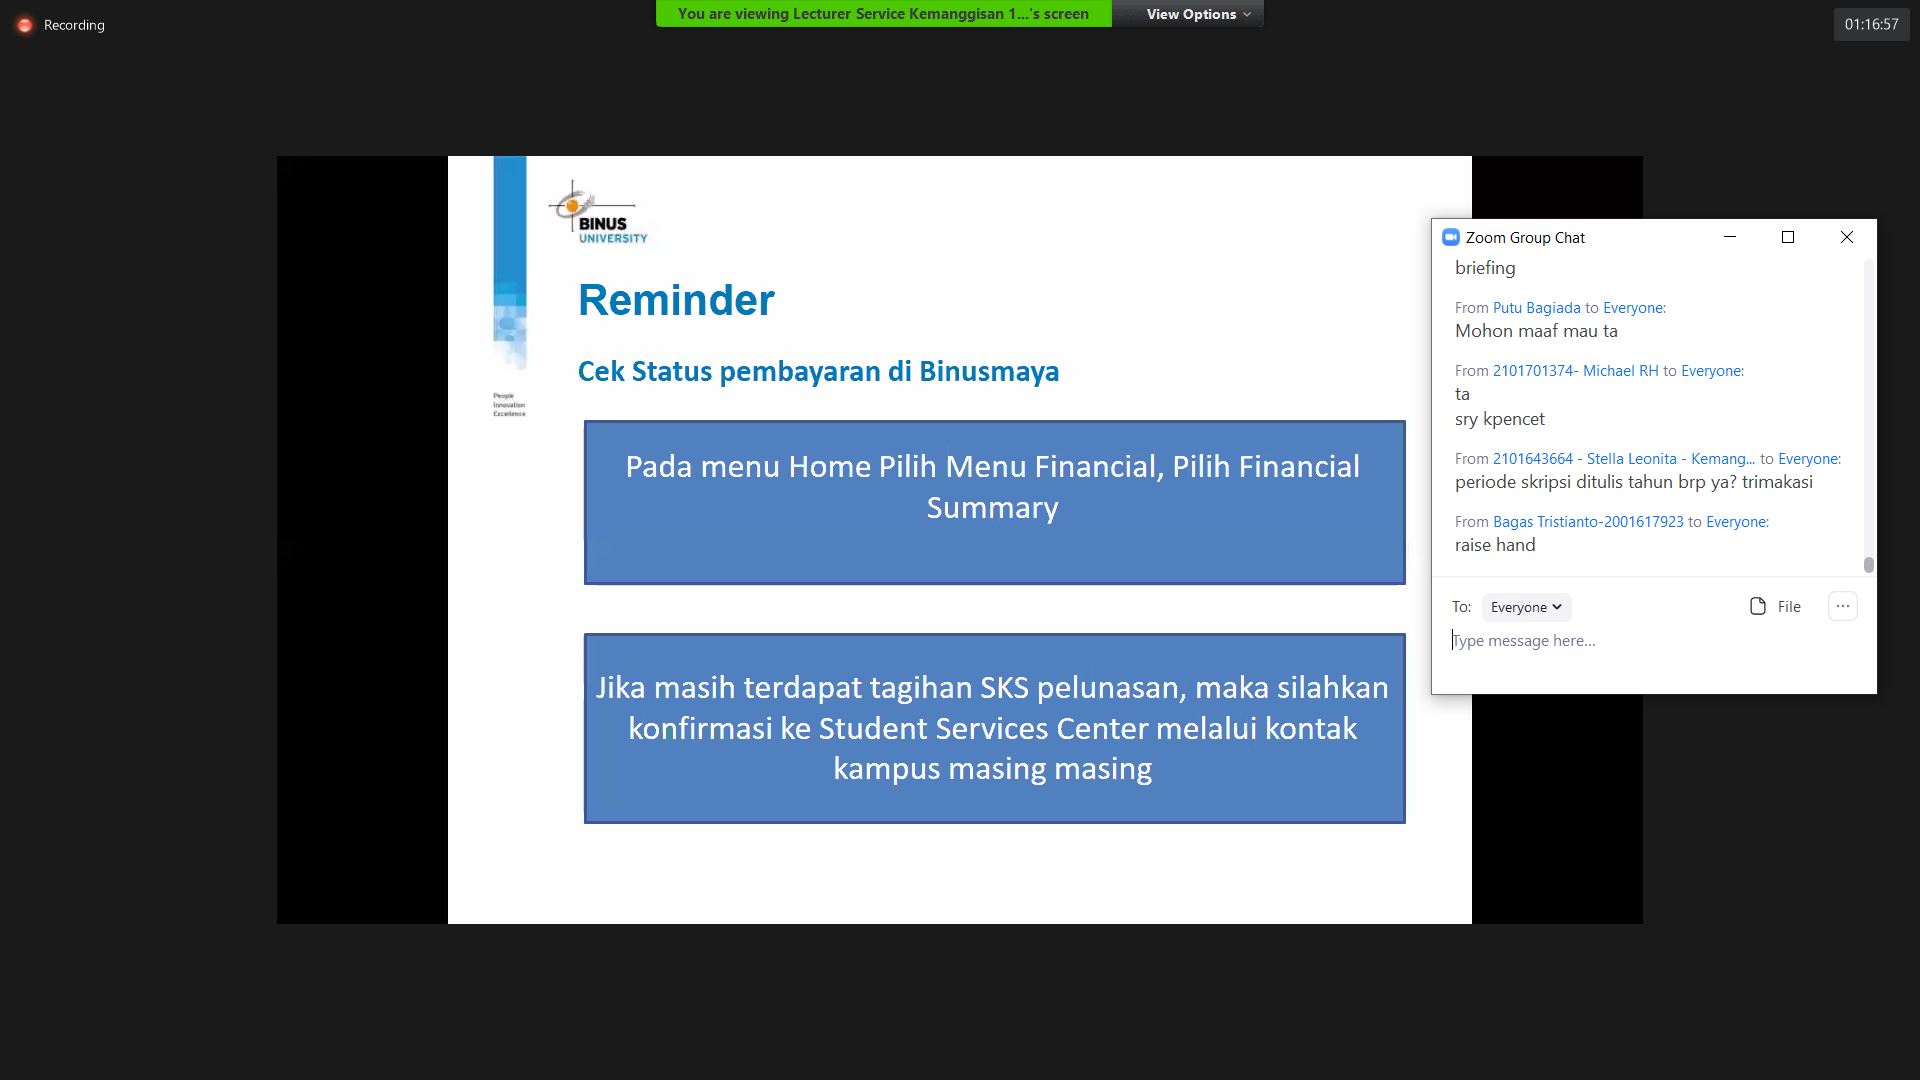 Recording
You are viewing Lecturer Service Kemanggisan 1...'s screen
View Options
01:16:57
BINUS
UNIVERSITY
Reminder
Cek Status pembayaran di Binusmaya
People
Innovation
Excellence
Pada menu Home Pilih Menu Financial, Pilih Financial
Summary
Jika masih terdapat tagihan SKS pelunasan, maka silahkan
konfirmasi ke Student Services Center melalui kontak
kampus masing masing
Zoom Group Chat
briefing
From Putu Bagiada to Everyone:
Mohon maaf mau ta
From 2101701374- Michael RH to Everyone:
ta
sry kpencet
From 2101643664 - Stella Leonita - Kemang... to Everyone:
periode skripsi ditulis tahun brp ya? trimakasi
From Bagas Tristianto-2001617923 to Everyone:
raise hand
To: Everyone
File
...
Type message here...